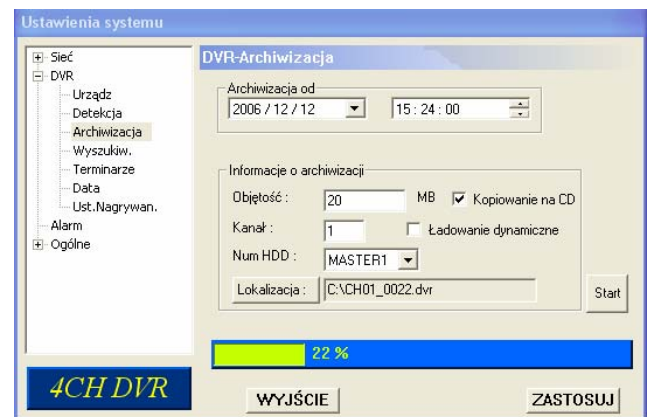 Ustawienia systemu
Sieć
DVR
Urządz
Detekcja
Archiwizacja
Wyszukiw.
Terminarze
Data
Ust.Nagrywan.
Alarm
Ogólne
4CH DVR
DVR-Archiwizacja
Archiwizacja od
2006 / 12 / 12 15 : 24 : 00
Informacje o archiwizacji
Objętość : 20 MB Kopiowanie na CD
Kanał : 1 Ładowanie dynamiczne
Num HDD : MASTER1
Lokalizacja : C:\CH01_0022.dvr
Start
22 %
WYJŚCIE ZASTOSUJ